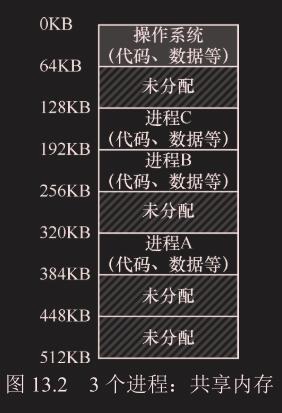 0KB
操作系统
（代码、数据等）
64KB
未分配
128KB
进程C
（代码、数据等）
192KB
进程B
（代码、数据等）
256KB
未分配
320KB
进程A
（代码、数据等）
384KB
未分配
448KB
未分配
512KB
图 13.2 3 个进程：共享内存